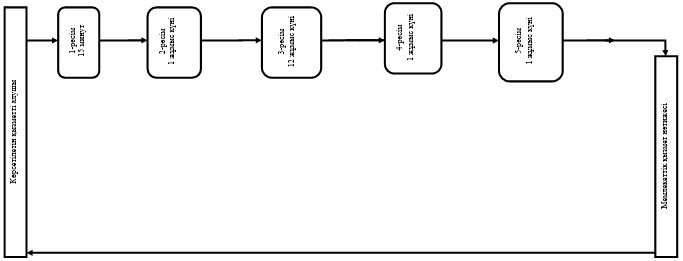 Көрсетілетін қызметті алушы
1-рәсім
15 минут
2-рәсім
1 жұмыс күні
3-рәсім
12 жұмыс күні
4-рәсім
1 жұмыс күні
5-рәсім
1 жұмыс күні
Мемлекеттік қызмет нәтижесі